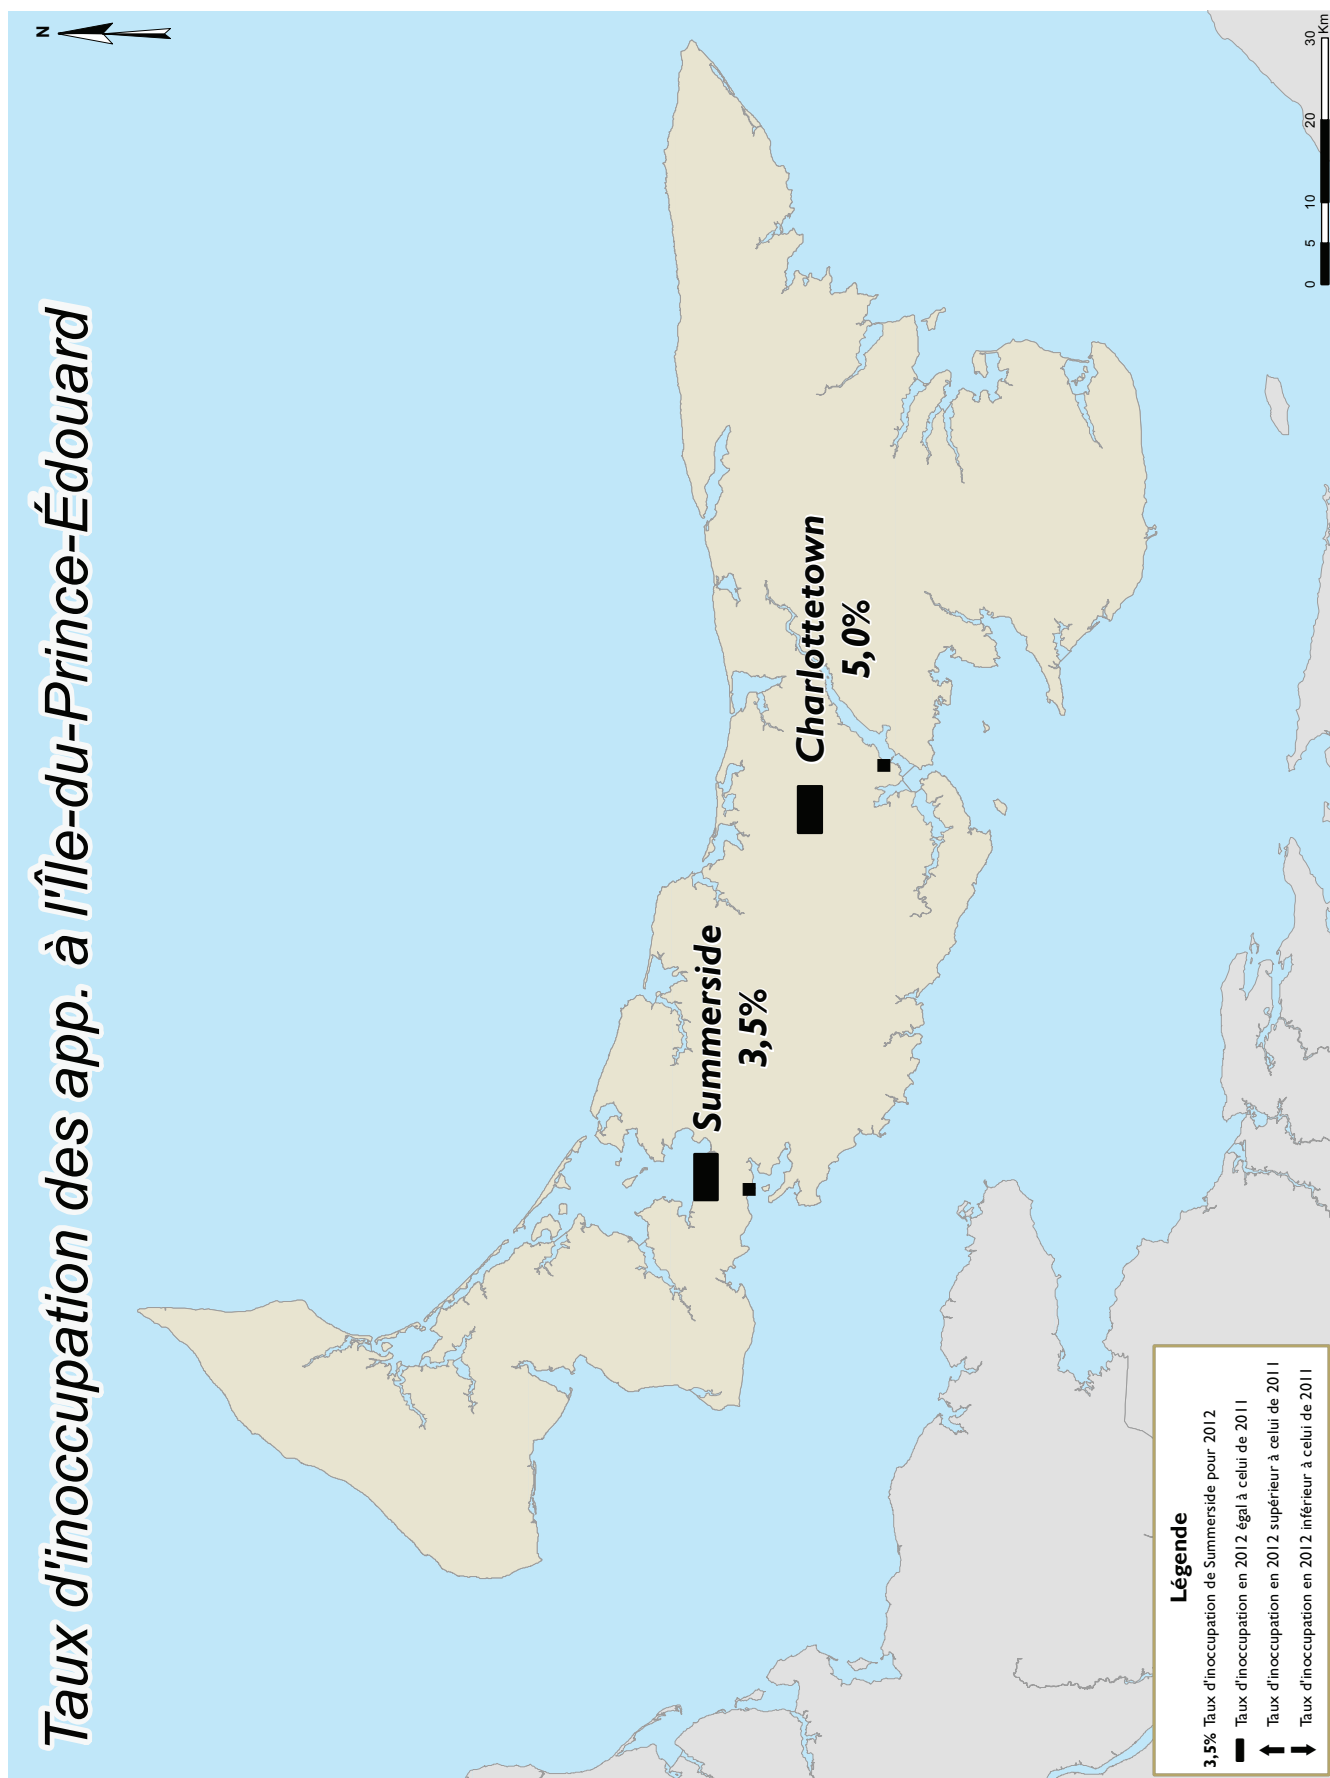 Taux d'inoccupation des app. à l'Île-du-Prince-Édouard
N
Summerside
3,5%
Charlottetown
5,0%
Légende
3,5% Taux d'inoccupation de Summerside pour 2012
Taux d'inoccupation en 2012 égal à celui de 2011
Taux d'inoccupation en 2012 supérieur à celui de 2011
Taux d'inoccupation en 2012 inférieur à celui de 2011
0 5 10 20 30
Km